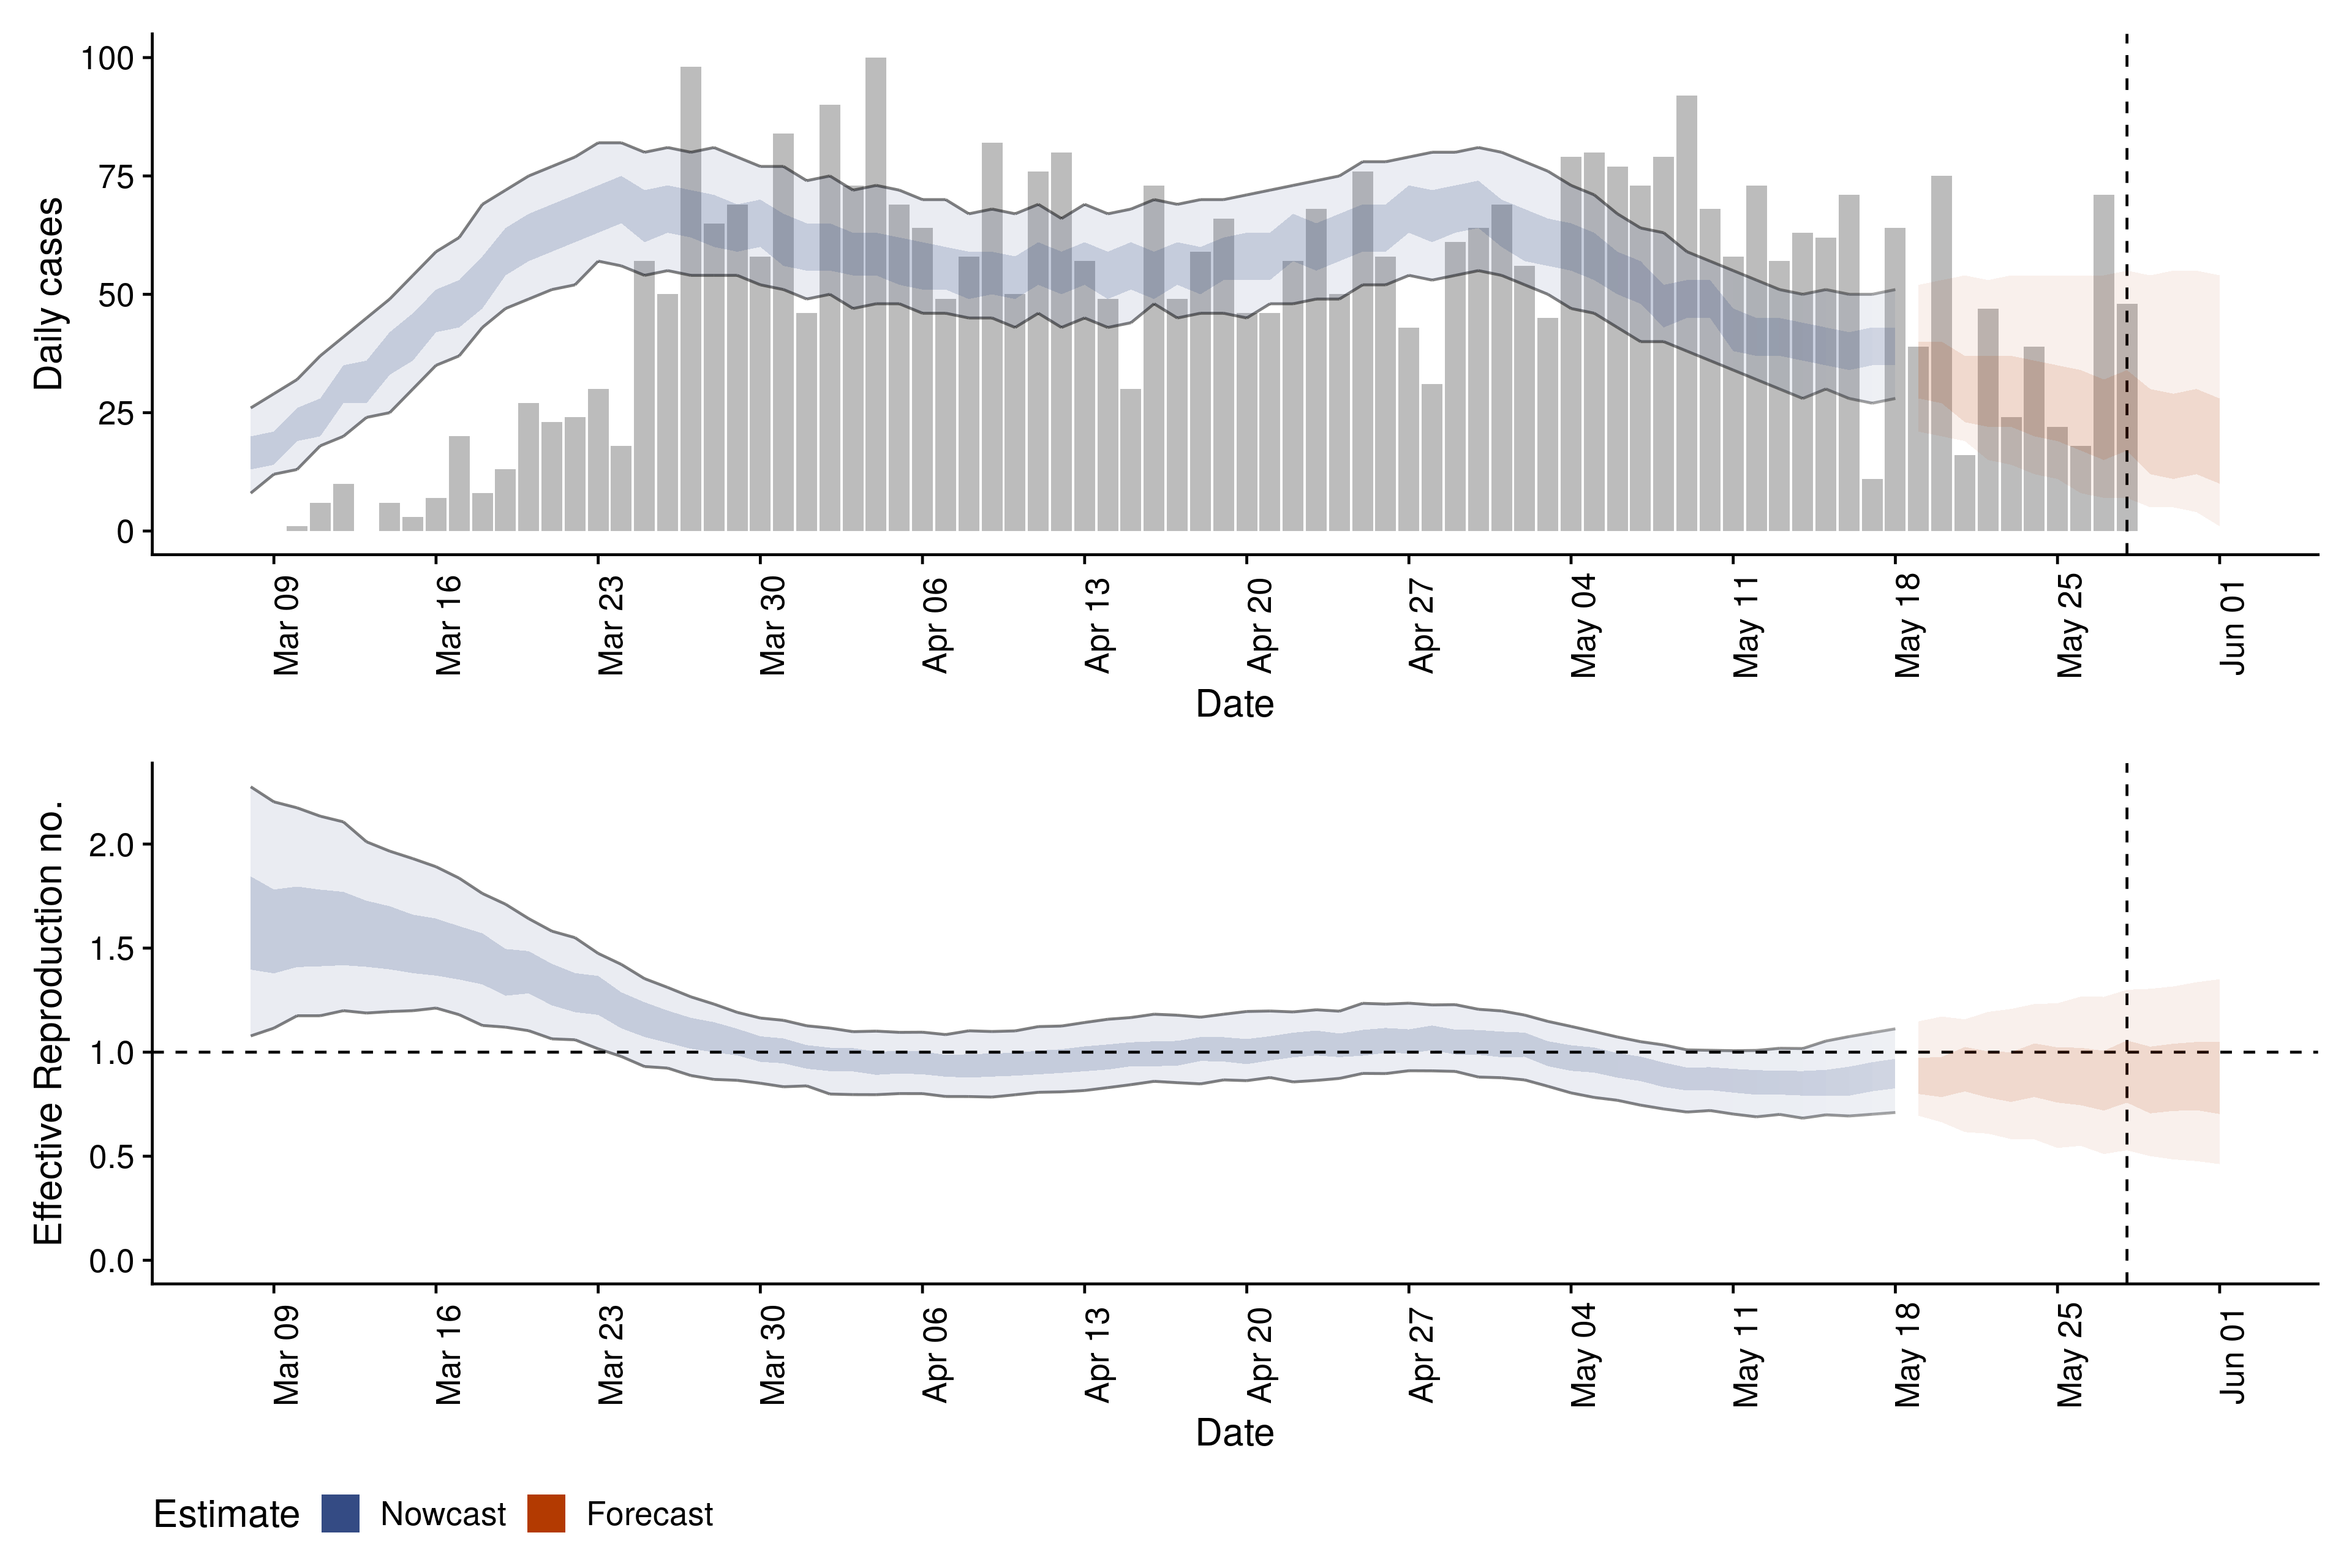 Daily cases
100
75
50
25
0
Mar 09
Mar 16
Mar 23
Mar 30
Apr 06
Apr 13
Apr 20
Apr 27
May 04
May 11
May 18
May 25
Jun 01
Date
Effective Reproduction no.
2.0
1.5
1.0
0.5
0.0
Mar 09
Mar 16
Mar 23
Mar 30
Apr 06
Apr 13
Apr 20
Apr 27
May 04
May 11
May 18
May 25
Jun 01
Date
Estimate Nowcast Forecast